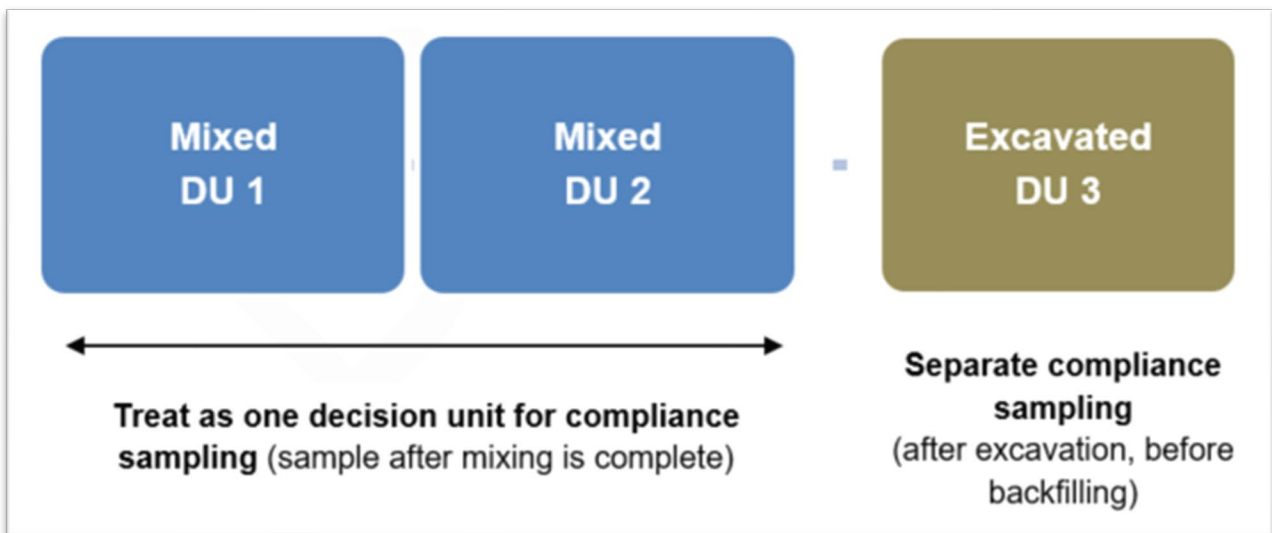 Mixed
DU 1
Mixed
DU 2
Excavated
DU 3
Treat as one decision unit for compliance
sampling (sample after mixing is complete)
Separate compliance
sampling
(after excavation, before
backfilling)